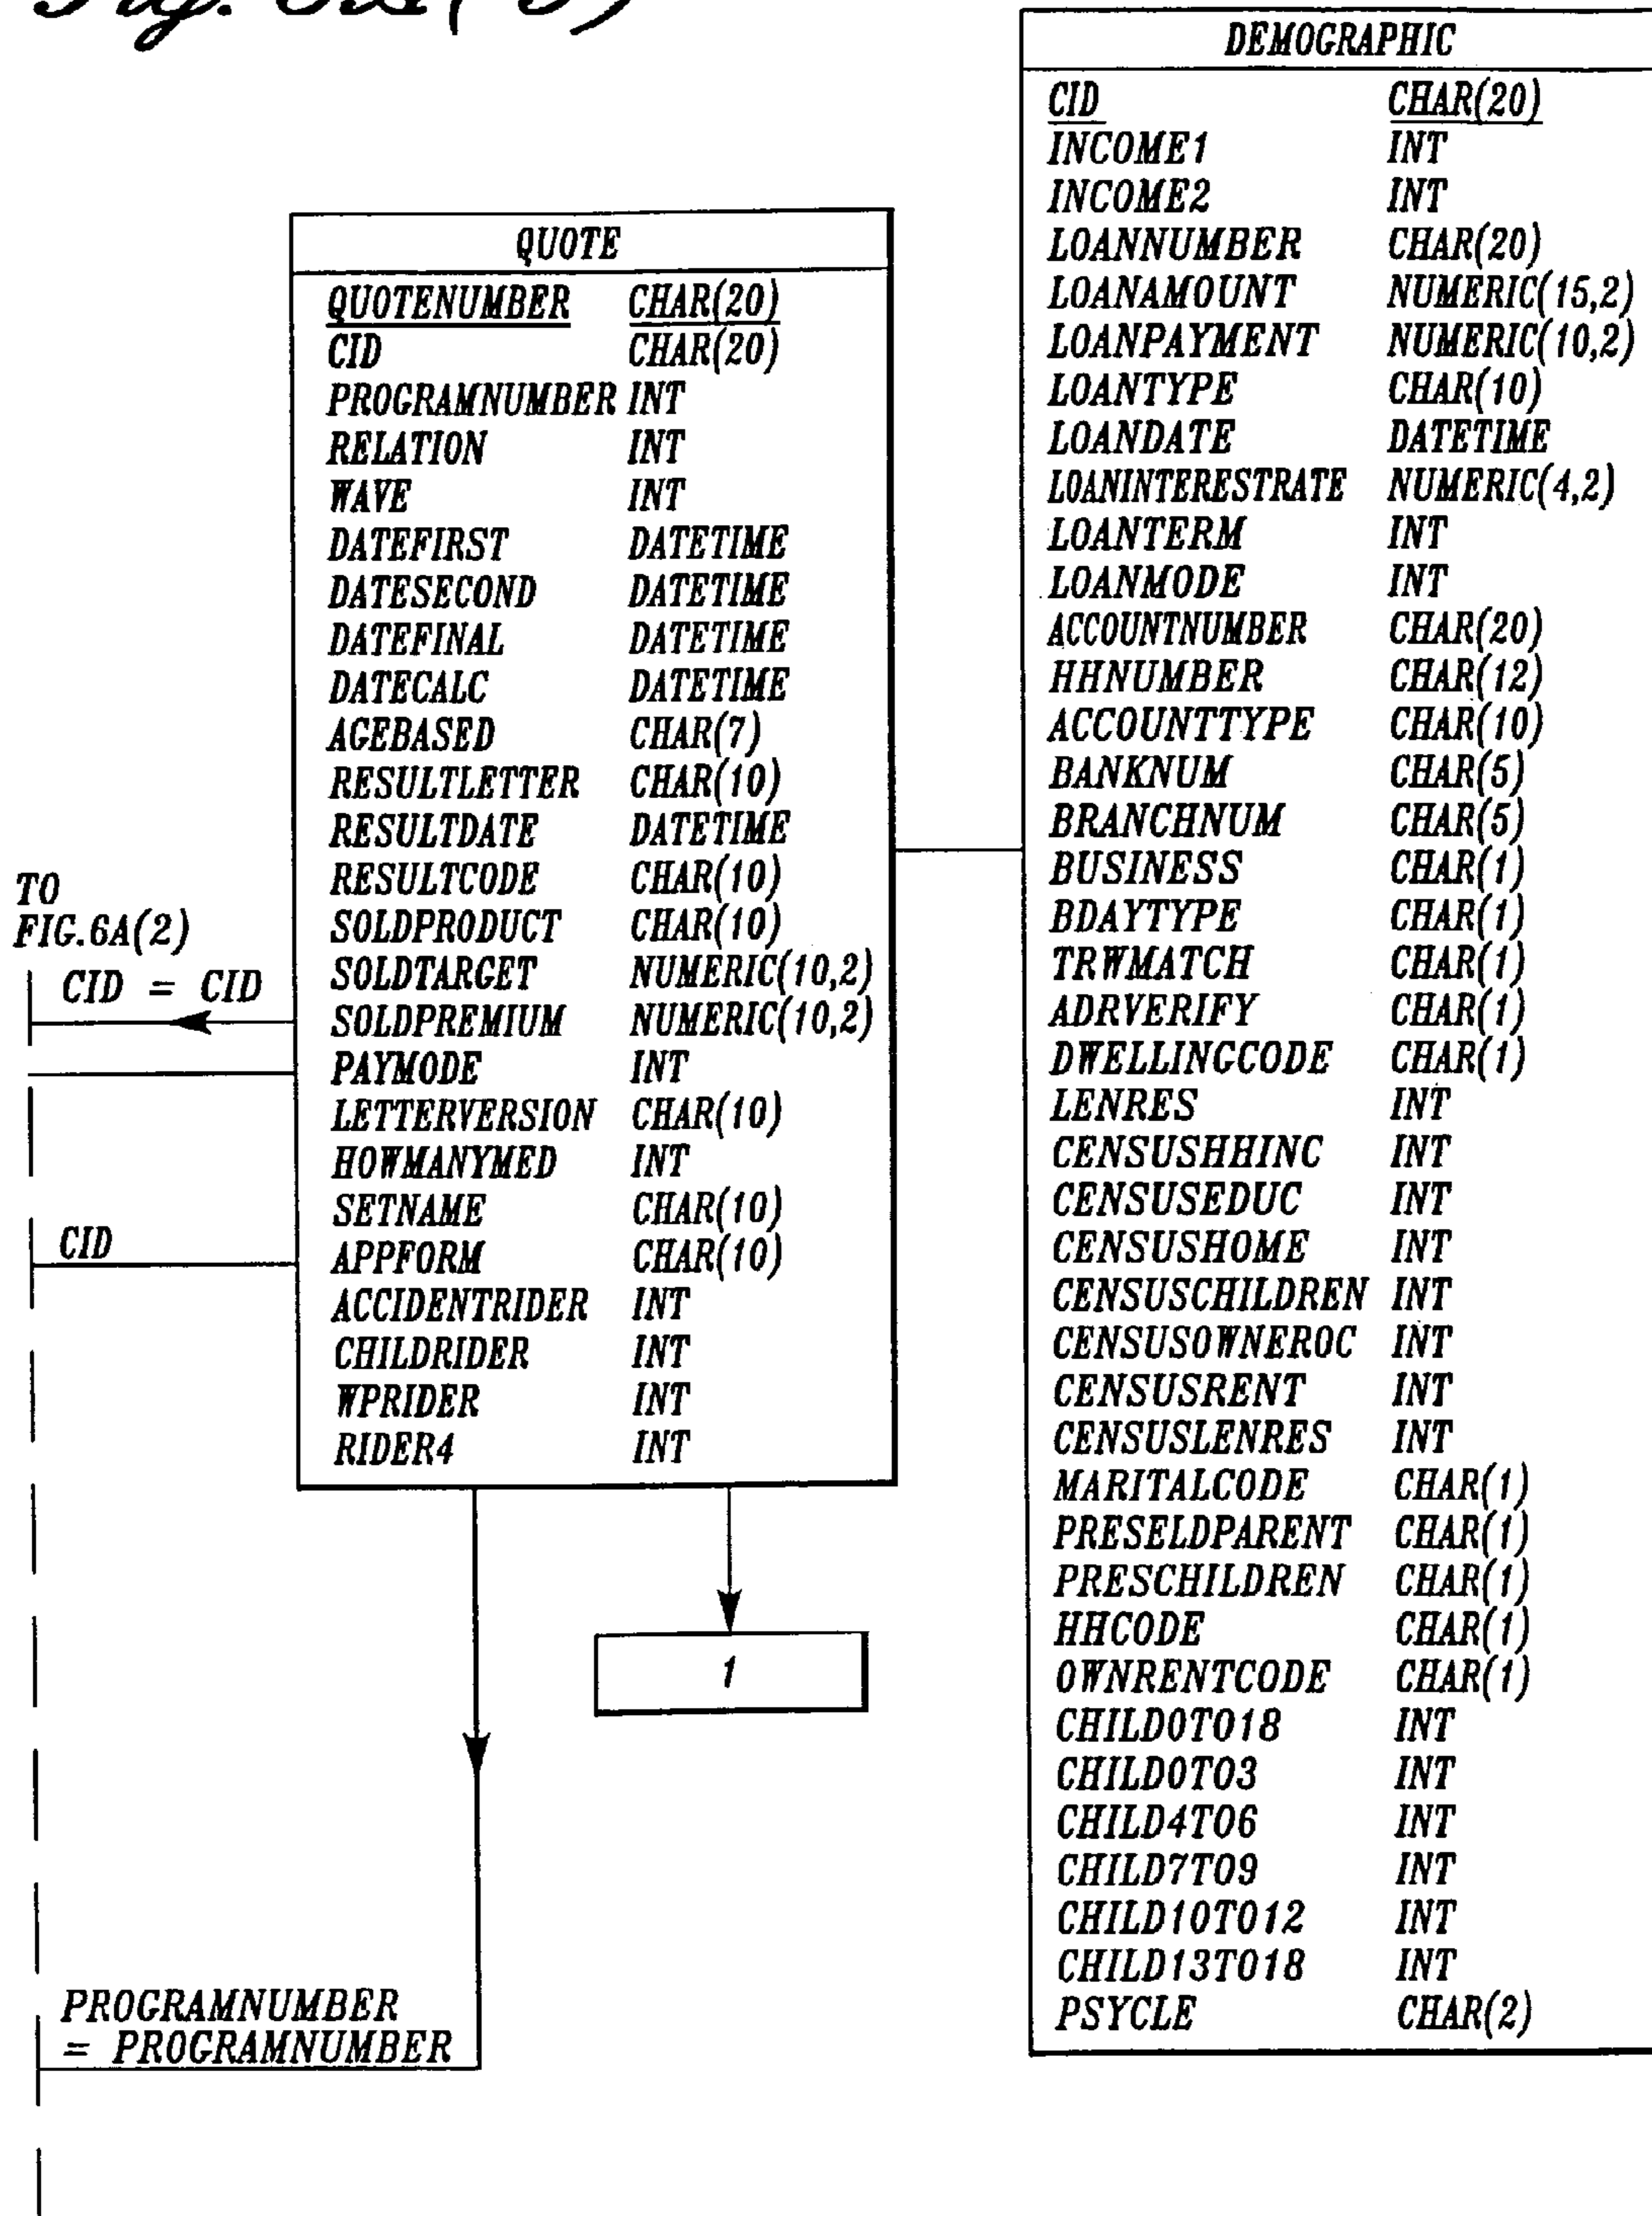 DEMOGRAPHIC
CID CHAR(20)
INCOME1 INT
INCOME2 INT
LOANNUMBER CHAR(20)
LOANAMOUNT NUMERIC(15,2)
LOANPAYMENT NUMERIC(10,2)
LOANTYPE CHAR(10)
LOANDATE DATETIME
LOANINTERESTRATE NUMERIC(4,2)
LOANTERM INT
LOANMODE INT
ACCOUNTNUMBER CHAR(20)
HHNUMBER CHAR(12)
ACCOUNTTYPE CHAR(10)
BANKNUM CHAR(5)
BRANCHNUM CHAR(5)
BUSINESS CHAR(1)
BDAYTYPE CHAR(1)
TRWMATCH CHAR(1)
ADRVERIFY CHAR(1)
DWELLINGCODE CHAR(1)
LENRES INT
CENSUSHHINC INT
CENSUSEDUC INT
CENSUSHOME INT
CENSUSCHILDREN INT
CENSUSOWNEROC INT
CENSUSRENT INT
CENSUSLENRES INT
MARITALCODE CHAR(1)
PRESELDPARENT CHAR(1)
PRESCHILDREN CHAR(1)
HHCODE CHAR(1)
OWNRENTCODE CHAR(1)
CHILD0TO18 INT
CHILD0TO3 INT
CHILD4TO6 INT
CHILD7TO9 INT
CHILD10TO12 INT
CHILD13TO18 INT
PSYCLE CHAR(2)
QUOTE
QUOTENUMBER CHAR(20)
CID CHAR(20)
PROGRAMNUMBER INT
RELATION INT
WAVE INT
DATEFIRST DATETIME
DATESECOND DATETIME
DATEFINAL DATETIME
DATECALC DATETIME
AGEBASED CHAR(7)
RESULTLETTER CHAR(10)
RESULTDATE DATETIME
RESULTCODE CHAR(10)
SOLDPRODUCT CHAR(10)
SOLDTARGET NUMERIC(10,2)
SOLDPREMIUM NUMERIC(10,2)
PAYMODE INT
LETTERVERSION CHAR(10)
HOWMANYMED INT
SETNAME CHAR(10)
APPFORM CHAR(10)
ACCIDENTRIDER INT
CHILDRIDER INT
WPRIDER INT
RIDER4 INT
TO
FIG.6A(2)
CID = CID
CID
1
PROGRAMNUMBER
= PROGRAMNUMBER